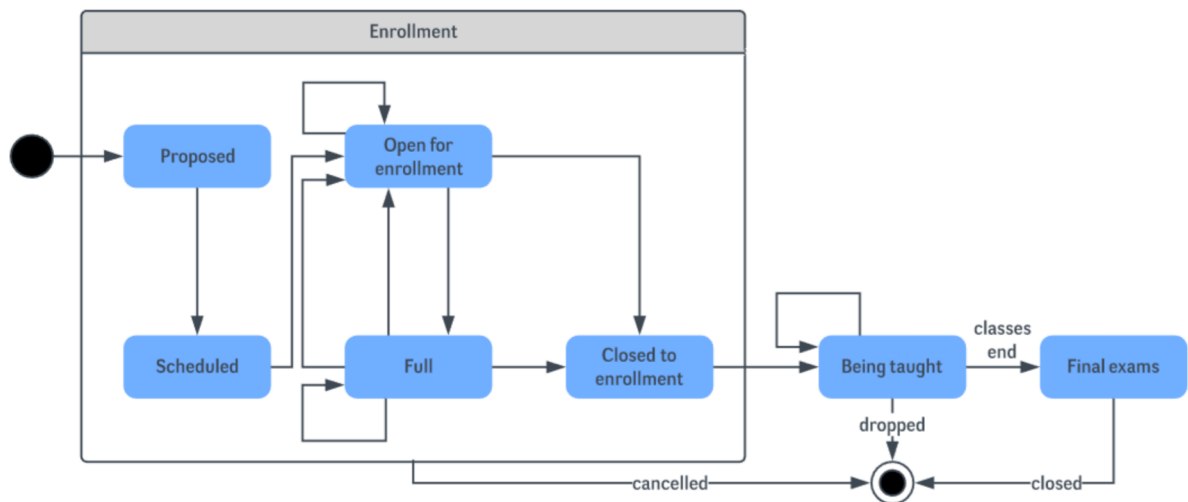 Enrollment
Proposed
Open for
enrollment
Scheduled
Full
Closed to
enrollment
Being taught
classes
end
Final exams
dropped
cancelled
closed